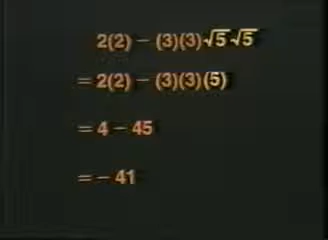 2(2) − (3)(3)√5 √5
= 2(2) − (3)(3)(5)
= 4 − 45
= − 41